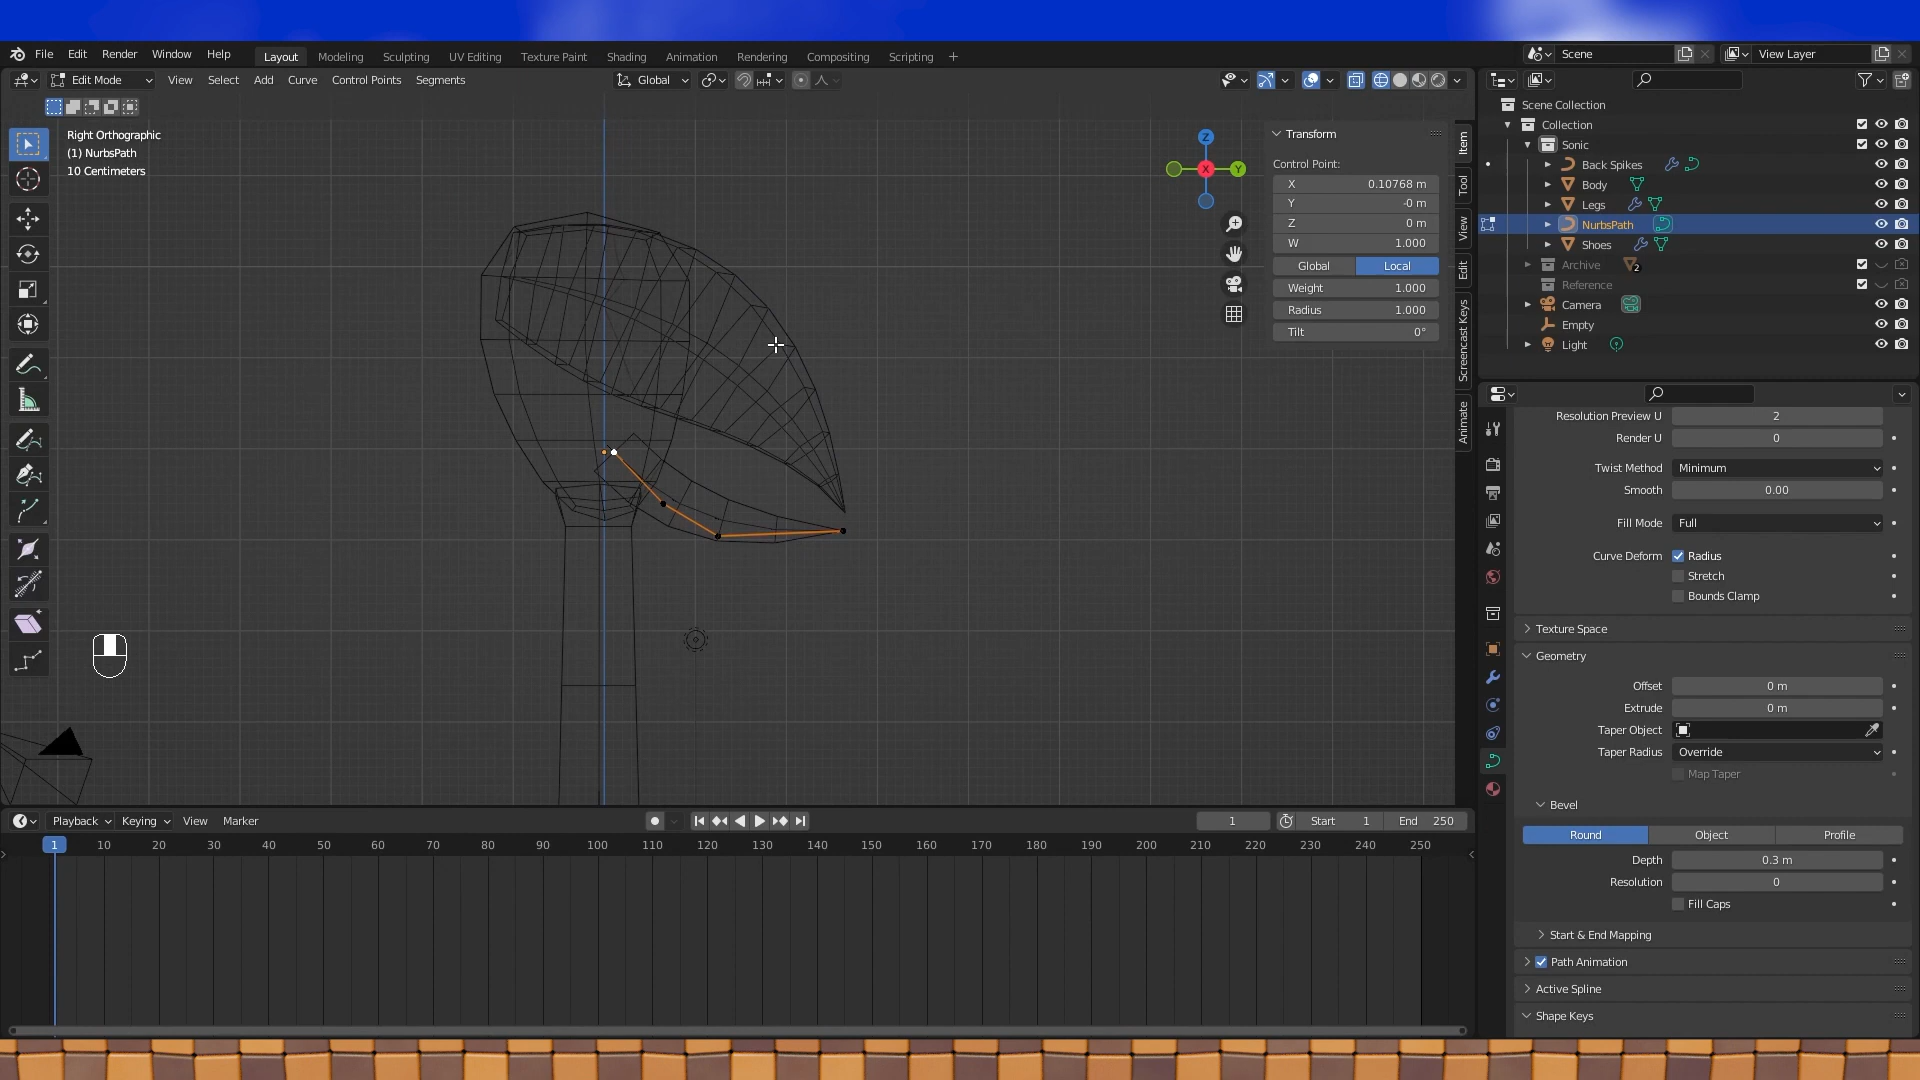 File Edit Render Window Help Layout Modeling Sculpting UV Editing Texture Paint Shading Animation Rendering Compositing Scripting + Scene View Layer
Edit Mode View Select Add Curve Control Points Segments Global
Right Orthographic
(1) NurbsPath
10 Centimeters
Z
X
Y
Transform
Control Point:
X 0.10768 m
Y -0 m
Z 0 m
W 1.000
Global Local
Weight 1.000
Radius 1.000
Tilt 0°
Item
Tool
View
Edit
Screencast Keys
Animate
Scene Collection
Collection
Sonic
Back Spikes
Body
Legs
NurbsPath
Shoes
Archive 2
Reference
Camera
Empty
Light
Resolution Preview U 2
Render U 0
Twist Method Minimum
Smooth 0.00
Fill Mode Full
Curve Deform Radius
Stretch
Bounds Clamp
Texture Space
Geometry
Offset 0 m
Extrude 0 m
Taper Object
Taper Radius Override
Map Taper
Bevel
Round Object Profile
Depth 0.3 m
Resolution 0
Fill Caps
Start & End Mapping
Path Animation
Active Spline
Shape Keys
Playback Keying View Marker 1 Start 1 End 250
1 10 20 30 40 50 60 70 80 90 100 110 120 130 140 150 160 170 180 190 200 210 220 230 240 250